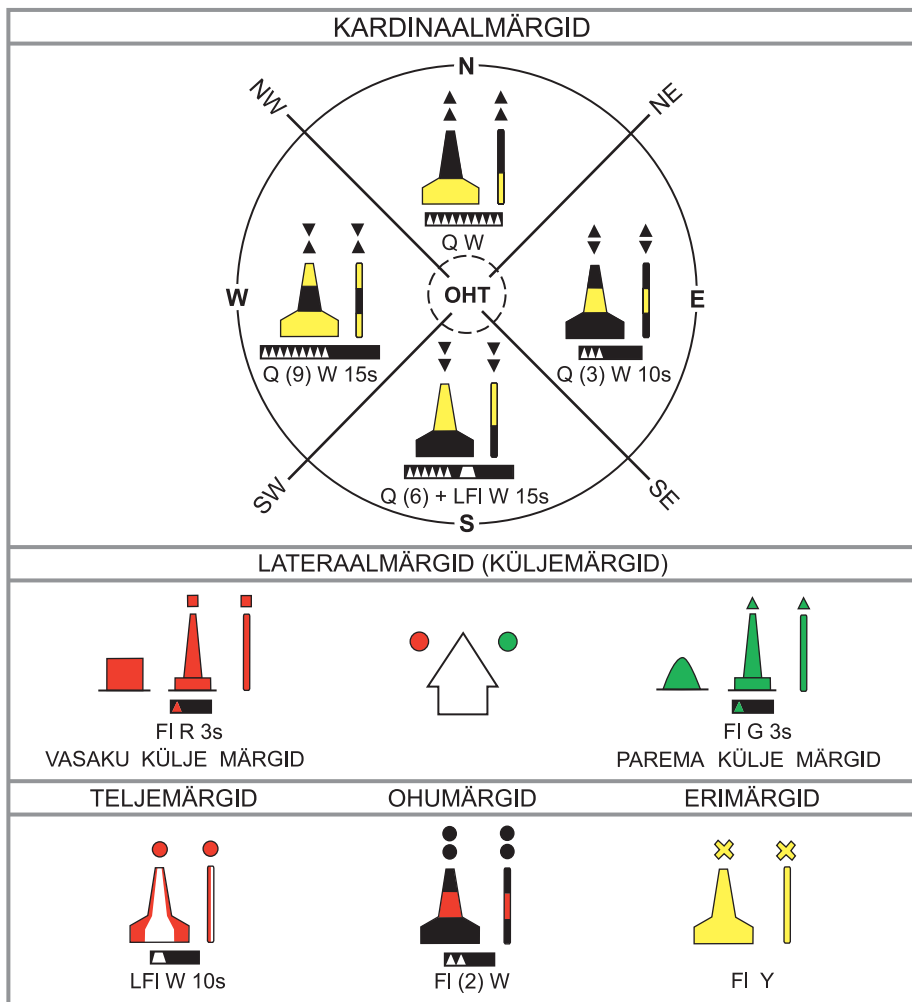 KARDINAALMÄRGID
N
NW
NE
Q W
W
OHT
E
Q (9) W 15s
Q (3) W 10s
Q (6) + LFl W 15s
SW
SE
S
LATERAALMÄRGID (KÜLJEMÄRGID)
Fl R 3s
Fl G 3s
VASAKU KÜLJE MÄRGID
PAREMA KÜLJE MÄRGID
TELJEMÄRGID
OHUMÄRGID
ERIMÄRGID
LFl W 10s
Fl (2) W
Fl Y